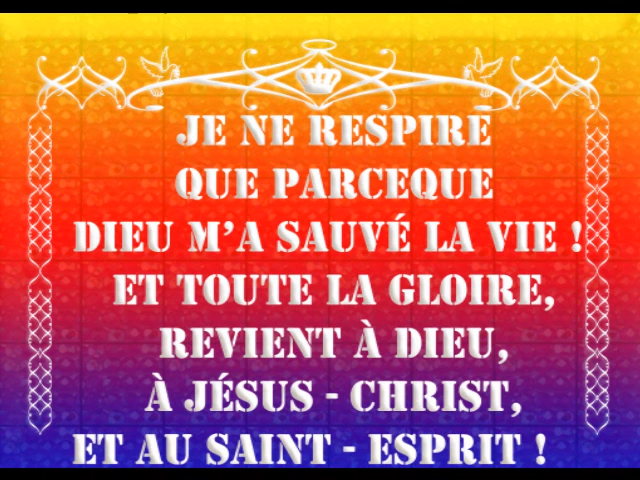 JE NE RESPIRE
QUE PARCEQUE
DIEU M'A SAUVÉ LA VIE !
ET TOUTE LA GLOIRE,
REVIENT À DIEU,
À JÉSUS - CHRIST,
ET AU SAINT - ESPRIT !